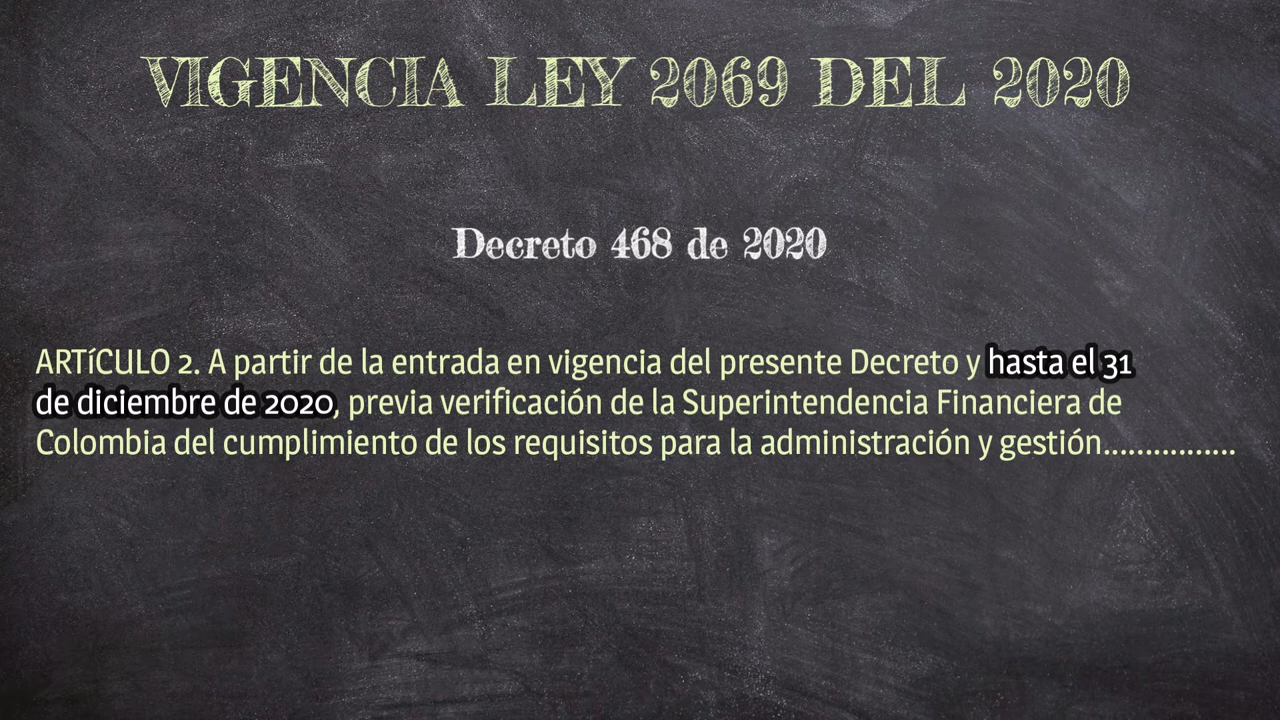 VIGENCIA LEY 2069 DEL 2020
Decreto 468 de 2020
ARTíCULO 2. A partir de la entrada en vigencia del presente Decreto y hasta el 31
de diciembre de 2020, previa verificación de la Superintendencia Financiera de
Colombia del cumplimiento de los requisitos para la administración y gestión................